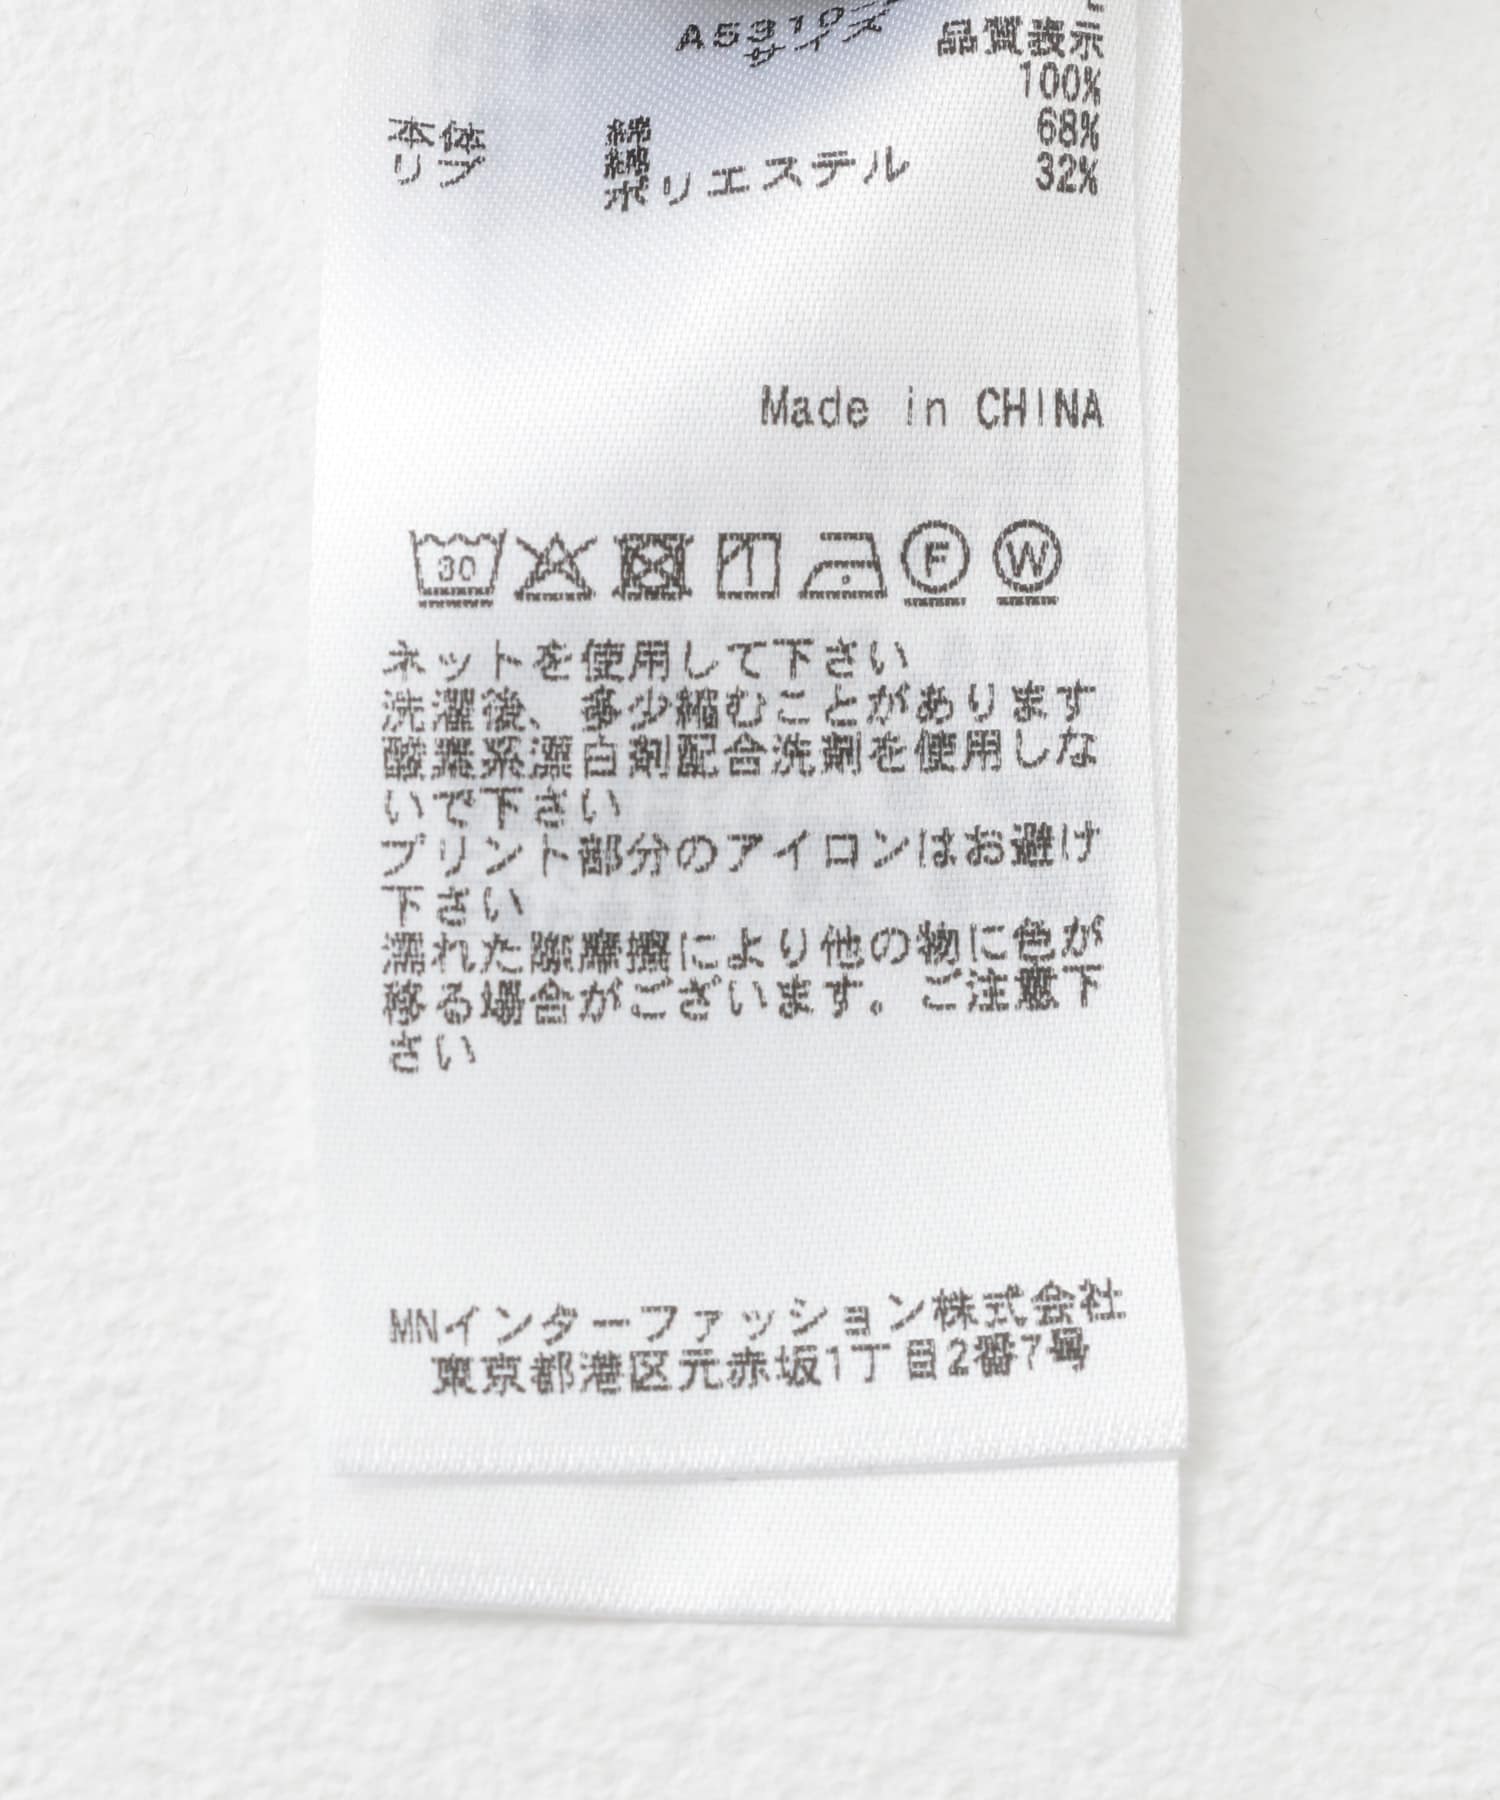 品質表示
サイズ
本体 綿 100%
リブ 綿 68%
ポリエステル 32%
Made in CHINA
30
F W
ネットを使用して下さい
洗濯後、多少縮むことがあります
酸素系漂白剤配合洗剤を使用しな
いで下さい
プリント部分のアイロンはお避け
下さい
濡れた際摩擦により他の物に色が
移る場合がございます。ご注意下
さい
MNインターファッション株式会社
東京都港区元赤坂1丁目2番7号